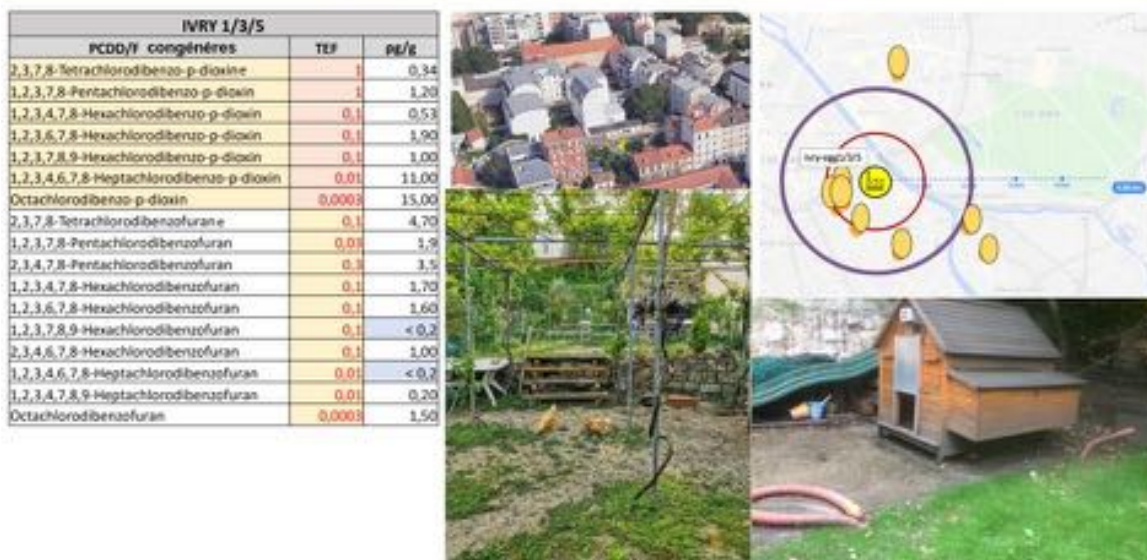 IVRY 1/3/5
PCDD/F congénéres TEF pg/g
2,3,7,8-Tetrachlorodibenzo-p-dioxine 1 0,34
1,2,3,7,8-Pentachlorodibenzo-p-dioxin 1 1,20
1,2,3,4,7,8-Hexachlorodibenzo-p-dioxin 0,1 0,53
1,2,3,6,7,8-Hexachlorodibenzo-p-dioxin 0,1 1,90
1,2,3,7,8,9-Hexachlorodibenzo-p-dioxin 0,1 1,00
1,2,3,4,6,7,8-Heptachlorodibenzo-p-dioxin 0,01 11,00
Octachlorodibenzo-p-dioxin 0,0003 15,00
2,3,7,8-Tetrachlorodibenzofurane 0,1 4,70
1,2,3,7,8-Pentachlorodibenzofuran 0,03 1,9
2,3,4,7,8-Pentachlorodibenzofuran 0,3 3,5
1,2,3,4,7,8-Hexachlorodibenzofuran 0,1 1,70
1,2,3,6,7,8-Hexachlorodibenzofuran 0,1 1,60
1,2,3,7,8,9-Hexachlorodibenzofuran 0,1 < 0,2
2,3,4,6,7,8-Hexachlorodibenzofuran 0,1 1,00
1,2,3,4,6,7,8-Heptachlorodibenzofuran 0,01 < 0,2
1,2,3,4,7,8,9-Heptachlorodibenzofuran 0,01 0,20
Octachlorodibenzofuran 0,0003 1,50